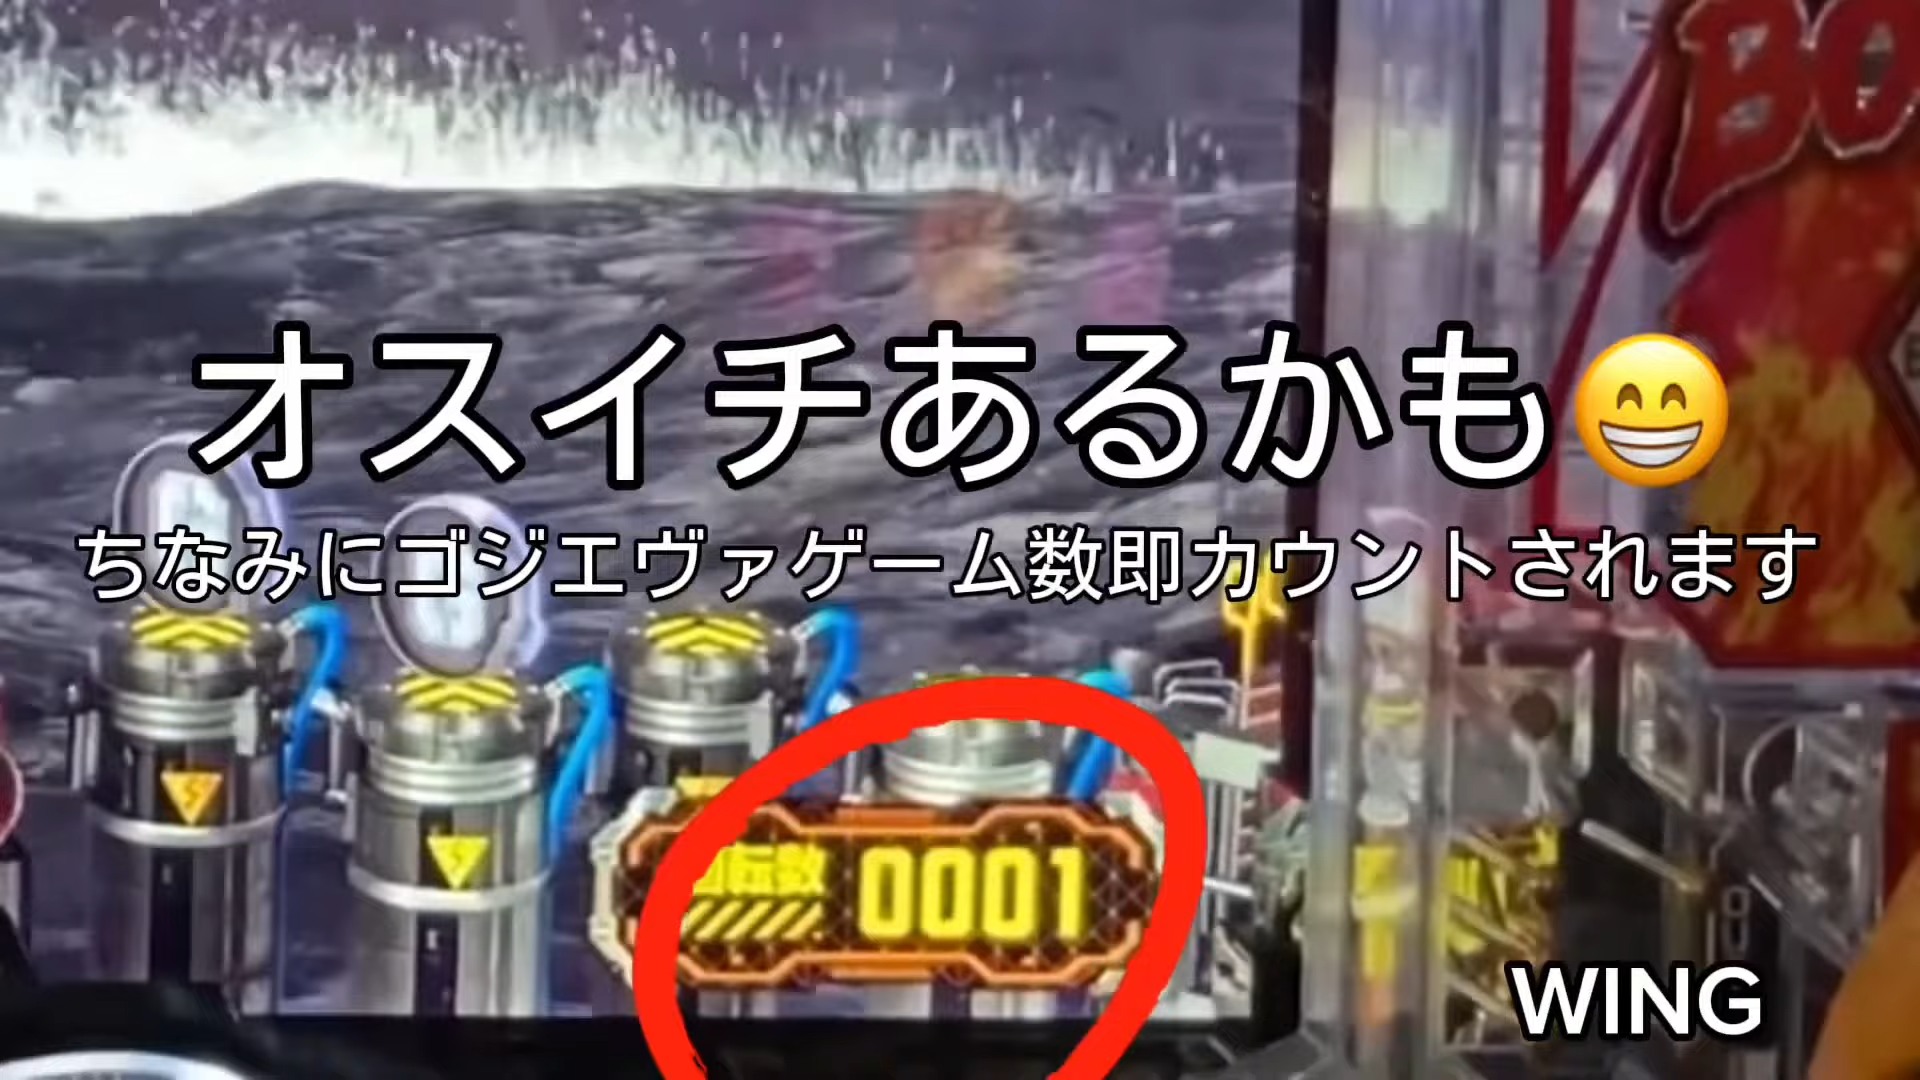 BO
オスイチあるかも😁
ちなみにゴジエヴァゲーム数即カウントされます
回転数 0001
WING